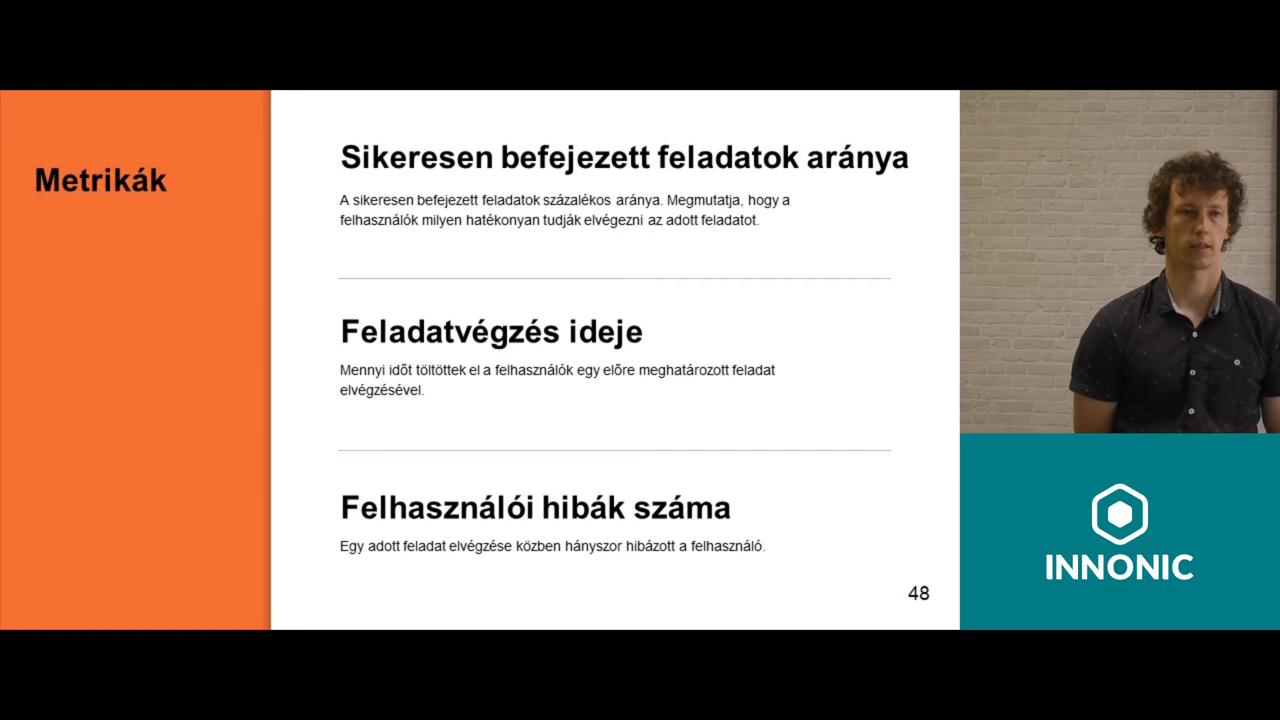 Metrikák
Sikeresen befejezett feladatok aránya
A sikeresen befejezett feladatok százalékos aránya. Megmutatja, hogy a
felhasználók milyen hatékonyan tudják elvégezni az adott feladatot.
Feladatvégzés ideje
Mennyi időt töltöttek el a felhasználók egy előre meghatározott feladat
elvégzésével.
Felhasználói hibák száma
Egy adott feladat elvégzése közben hányszor hibázott a felhasználó.
48
INNONIC